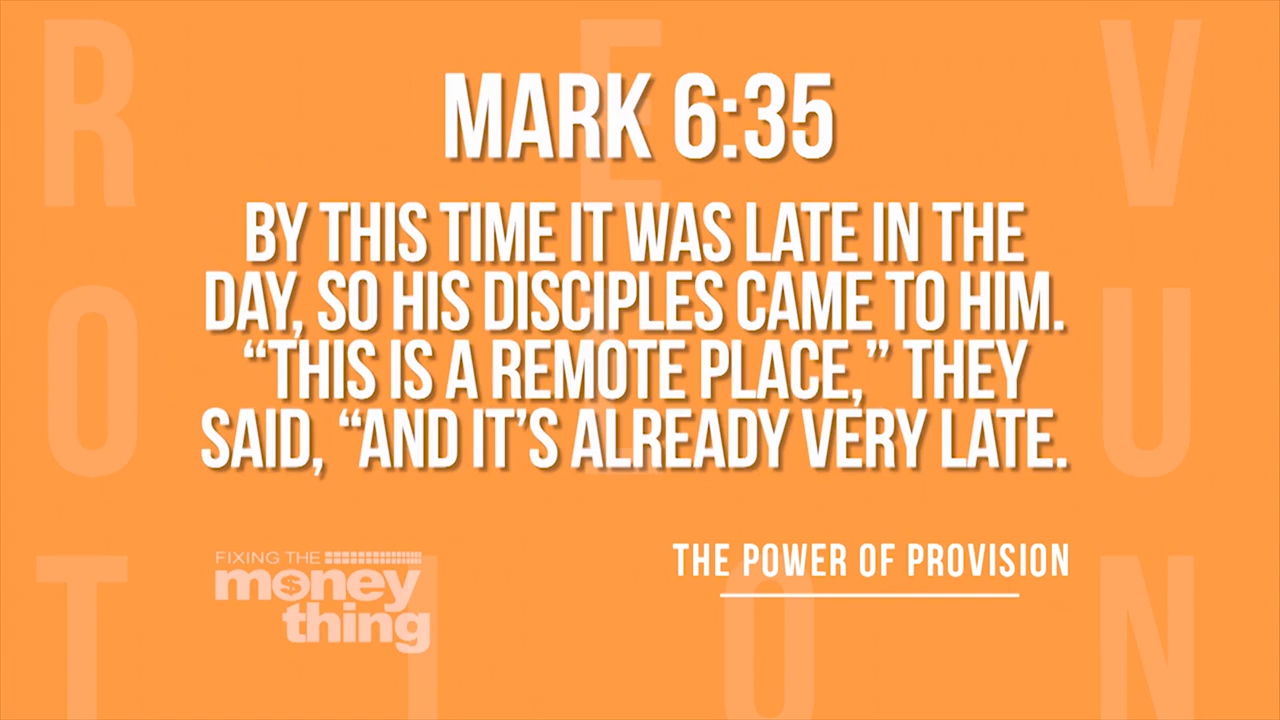 R E V
MARK 6:35
BY THIS TIME IT WAS LATE IN THE
DAY, SO HIS DISCIPLES CAME TO HIM.
“THIS IS A REMOTE PLACE,” THEY
SAID, “AND IT’S ALREADY VERY LATE.
O U
FIXING THE
money
thing
THE POWER OF PROVISION
T I O N